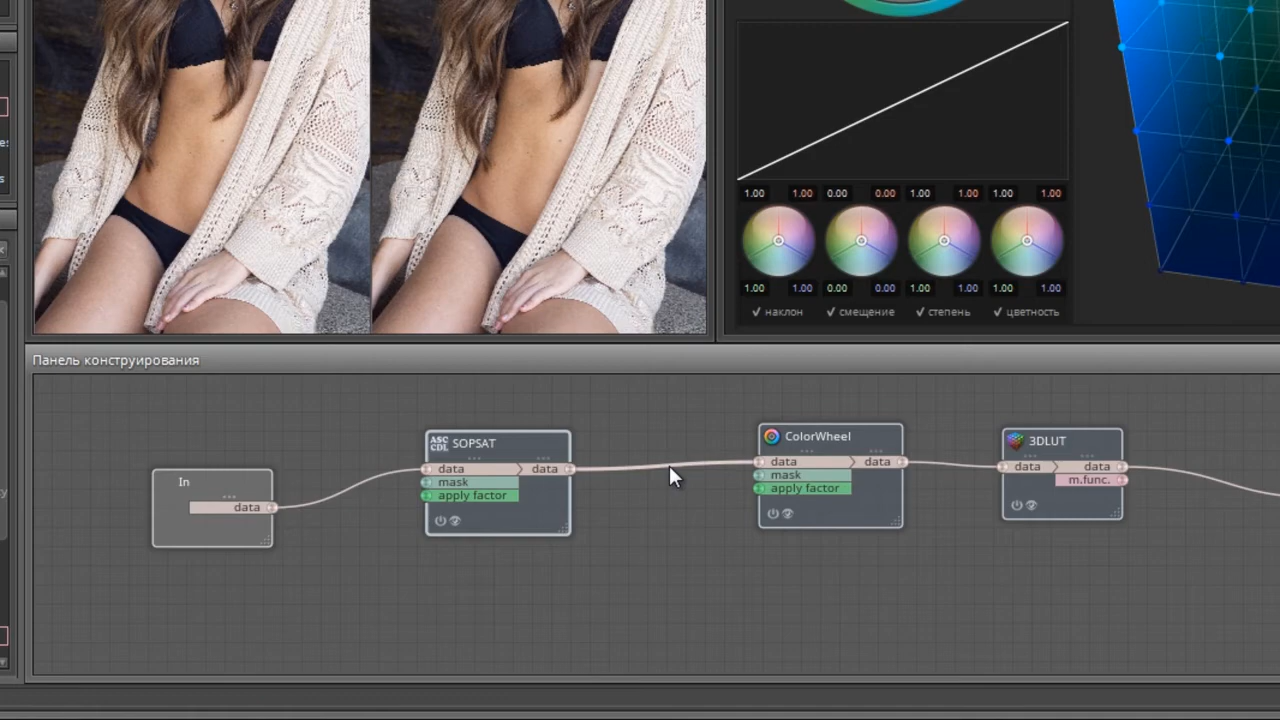 1.00 1.00 0.00 0.00 1.00 1.00 1.00 1.00
1.00 1.00 0.00 0.00 1.00 1.00 1.00 1.00
наклон смещение степень цветность
Панель конструирования
ASC CDL SOPSAT
data data
mask
apply factor
ColorWheel
data data
mask
apply factor
3DLUT
data data
m.func.
In
data